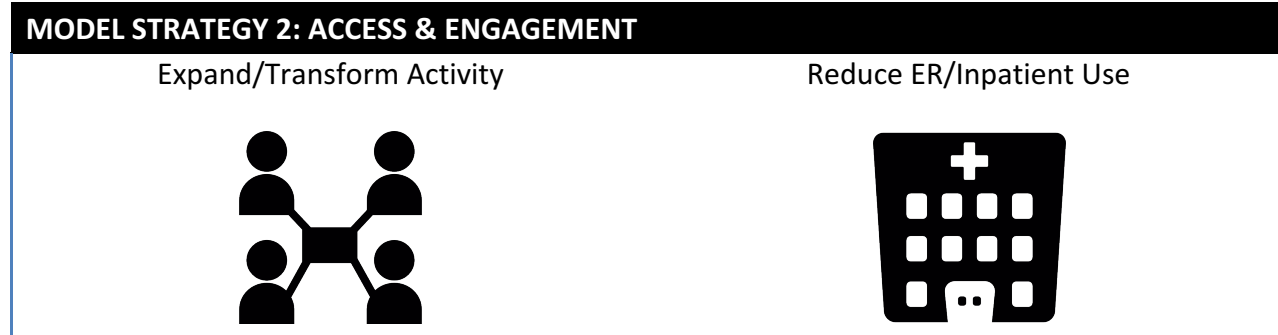 MODEL STRATEGY 2: ACCESS & ENGAGEMENT
Expand/Transform Activity
Reduce ER/Inpatient Use